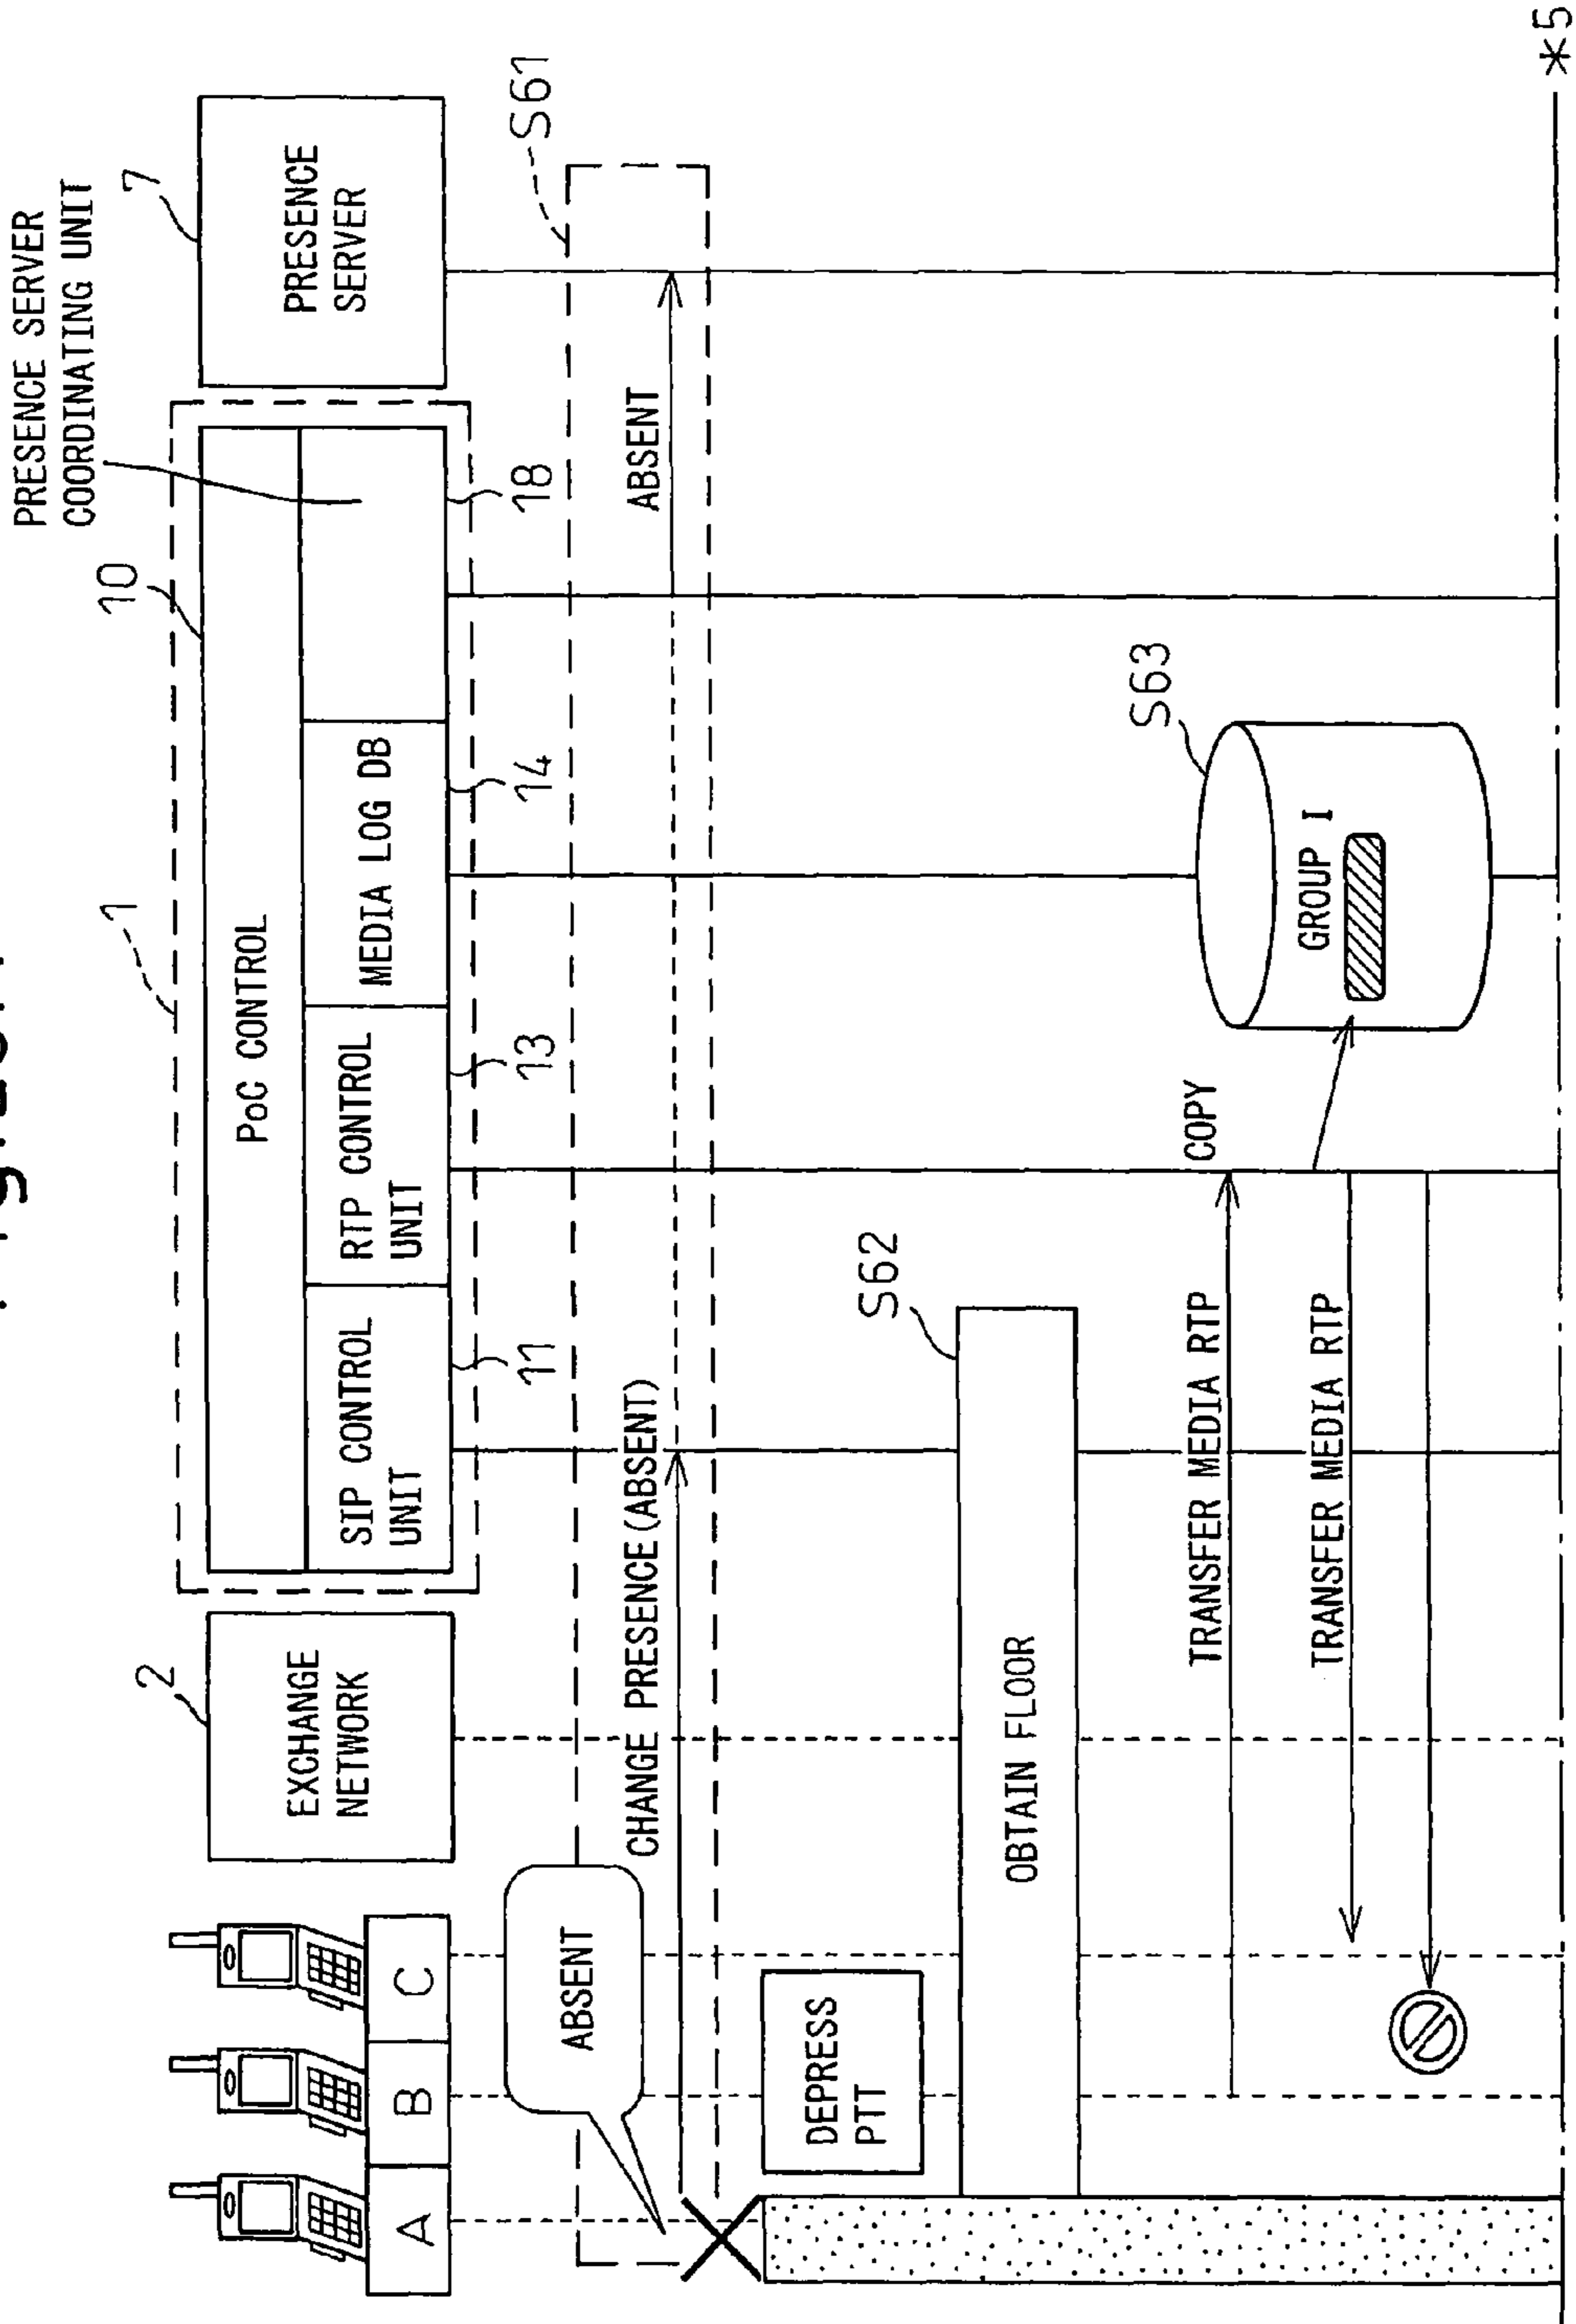 PRESENCE SERVER
COORDINATING UNIT
A
B
C
2
EXCHANGE
NETWORK
1
10
PoC CONTROL
SIP CONTROL
UNIT
RTP CONTROL
UNIT
MEDIA LOG DB
11
13
14
18
7
PRESENCE
SERVER
S61
ABSENT
CHANGE PRESENCE(ABSENT)
ABSENT
DEPRESS
PTT
OBTAIN FLOOR
S62
TRANSFER MEDIA RTP
COPY
TRANSFER MEDIA RTP
S63
GROUP I
*5